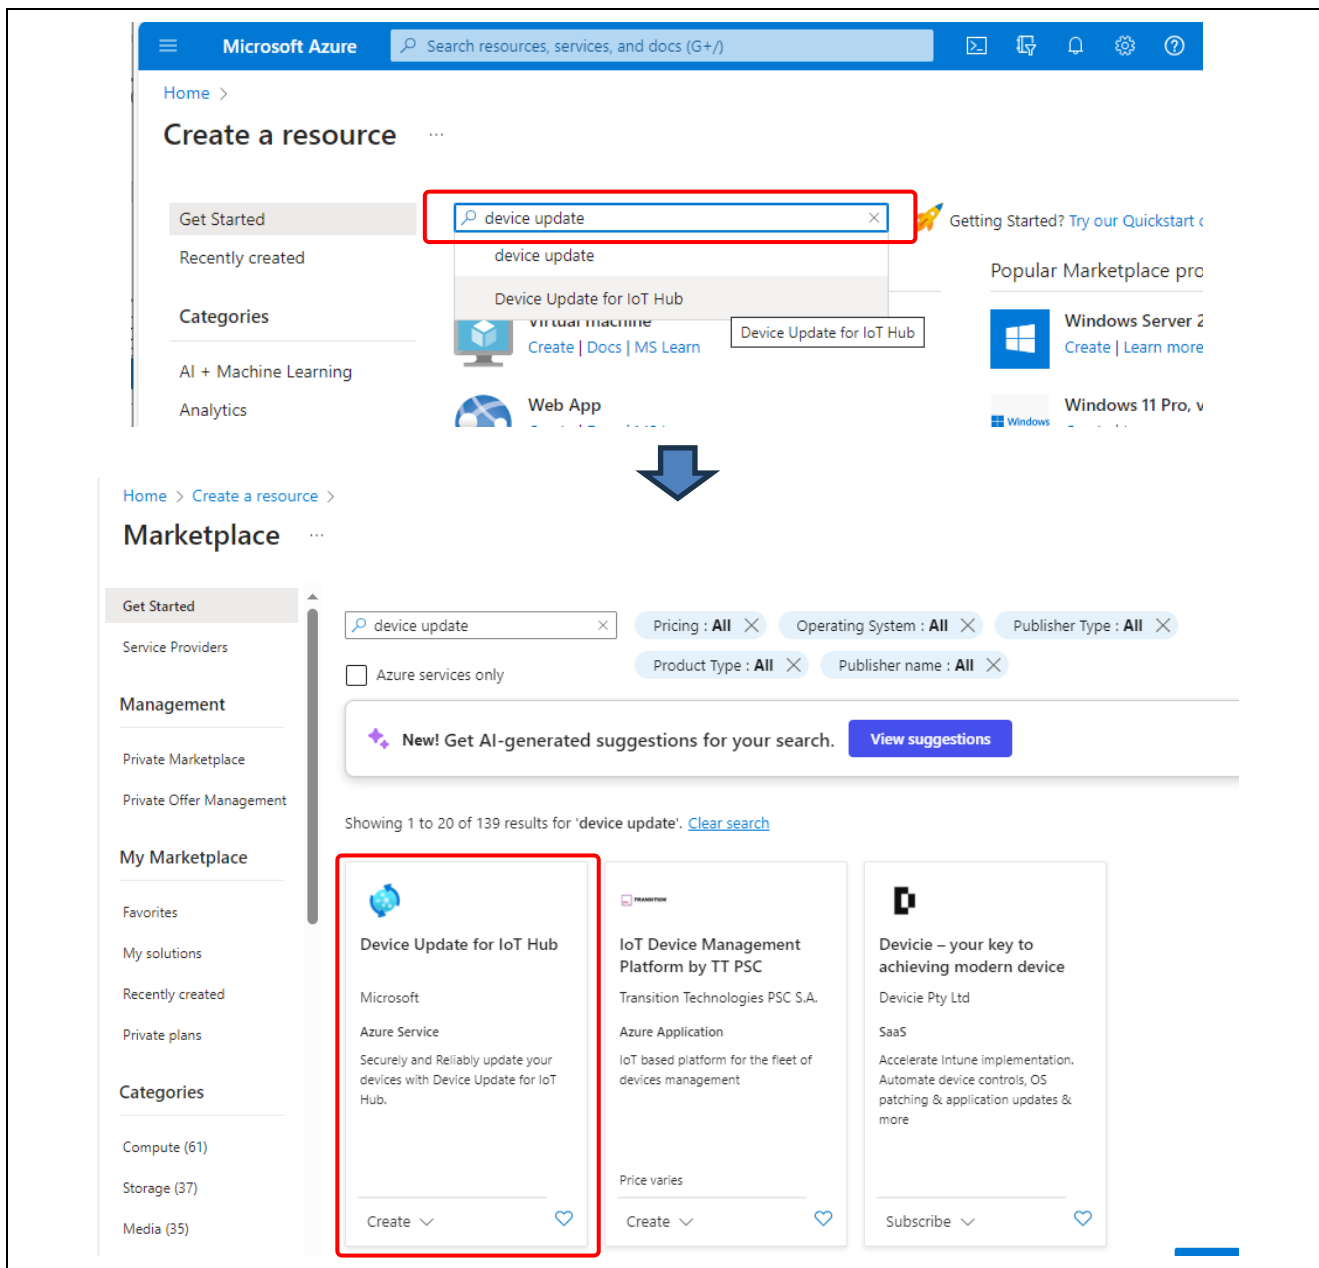 Microsoft Azure
Search resources, services, and docs (G+/)
Home >
Create a resource ...
Get Started
device update
Getting Started? Try our Quickstart
Recently created
device update
Popular Marketplace pro
Device Update for IoT Hub
Categories
Virtual machine
Device Update for IoT Hub
Windows Server 2
Create | Docs | MS Learn
Create | Learn more
AI + Machine Learning
Analytics
Web App
Windows 11 Pro, v
Windows
Home > Create a resource >
Marketplace ...
Get Started
device update
Pricing : All
Operating System : All
Publisher Type : All
Service Providers
Azure services only
Product Type : All
Publisher name : All
Management
New! Get AI-generated suggestions for your search.
View suggestions
Private Marketplace
Private Offer Management
Showing 1 to 20 of 139 results for 'device update'. Clear search
My Marketplace
Favorites
My solutions
Recently created
Private plans
Categories
Compute (61)
Storage (37)
Media (35)
Device Update for IoT Hub
Microsoft
Azure Service
Securely and Reliably update your
devices with Device Update for IoT
Hub.
Create
TRANSITION
IoT Device Management
Platform by TT PSC
Transition Technologies PSC S.A.
Azure Application
IoT based platform for the fleet of
devices management
Price varies
Create
Devicie – your key to
achieving modern device
Devicie Pty Ltd
SaaS
Accelerate Intune implementation.
Automate device controls, OS
patching & application updates &
more
Subscribe